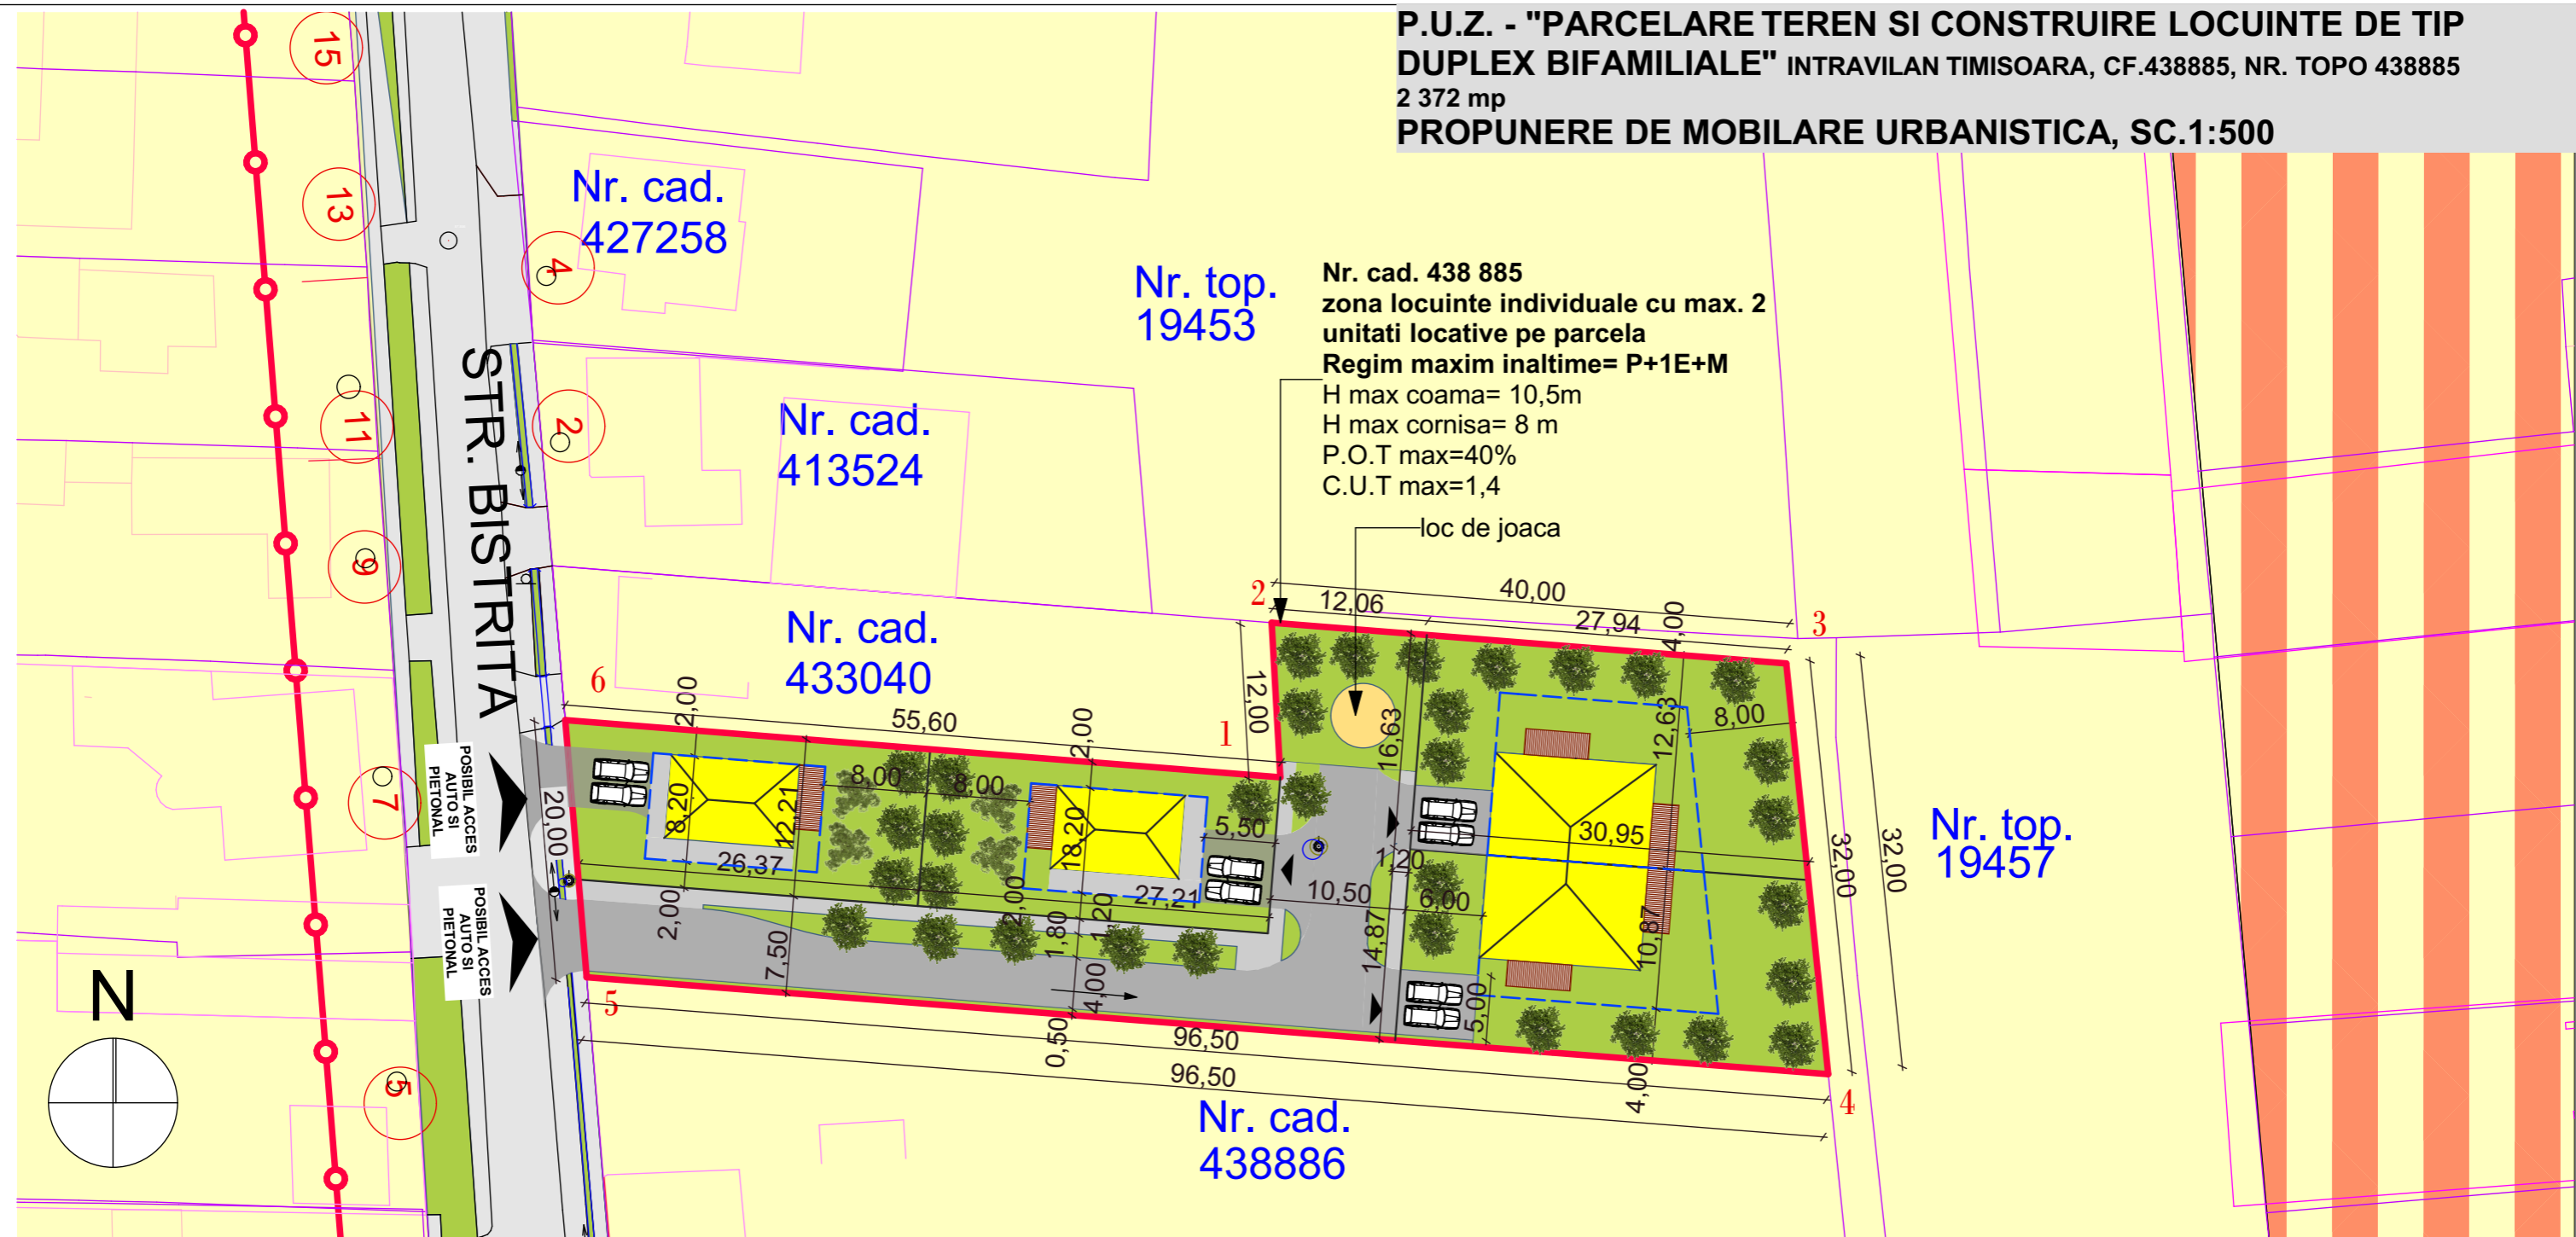 P.U.Z. - "PARCELARE TEREN SI CONSTRUIRE LOCUINTE DE TIP
DUPLEX BIFAMILIALE" INTRAVILAN TIMISOARA, CF.438885, NR. TOPO 438885
2 372 mp
PROPUNERE DE MOBILARE URBANISTICA, SC.1:500
15
13
11
9
7
5
4
2
STR. BISTRITA
Nr. cad.
427258
Nr. cad.
413524
Nr. cad.
433040
Nr. top.
19453
Nr. cad. 438 885
zona locuinte individuale cu max. 2
unitati locative pe parcela
Regim maxim inaltime= P+1E+M
H max coama= 10,5m
H max cornisa= 8 m
P.O.T max=40%
C.U.T max=1,4
loc de joaca
2
40,00
12,06
27,94
4,00
3
6
2,00
55,60
2,00
1
12,00
16,63
12,63
8,00
8,20
12,21
8,00
8,00
18,20
5,50
30,95
1,20
20,00
26,37
2,00
2,00
27,21
10,50
6,00
1,80
1,20
14,87
10,87
32,00
32,00
7,50
4,00
5,00
0,50
96,50
96,50
4,00
5
4
POSIBIL ACCES
AUTO SI
PIETONAL
POSIBIL ACCES
AUTO SI
PIETONAL
N
Nr. top.
19457
Nr. cad.
438886